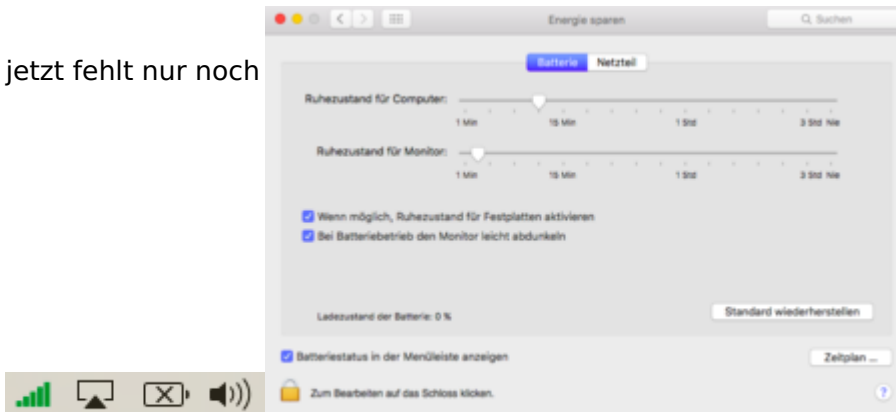 Energie sparen
Suchen
jetzt fehlt nur noch
Batterie Netzteil
Ruhezustand für Computer:
1 Min 15 Min 1 Std 3 Std Nie
Ruhezustand für Monitor:
1 Min 15 Min 1 Std 3 Std Nie
Wenn möglich, Ruhezustand für Festplatten aktivieren
Bei Batteriebetrieb den Monitor leicht abdunkeln
Ladezustand der Batterie: 0 %
Standard wiederherstellen
Batteriestatus in der Menüleiste anzeigen
Zeitplan ...
Zum Bearbeiten auf das Schloss klicken.
?